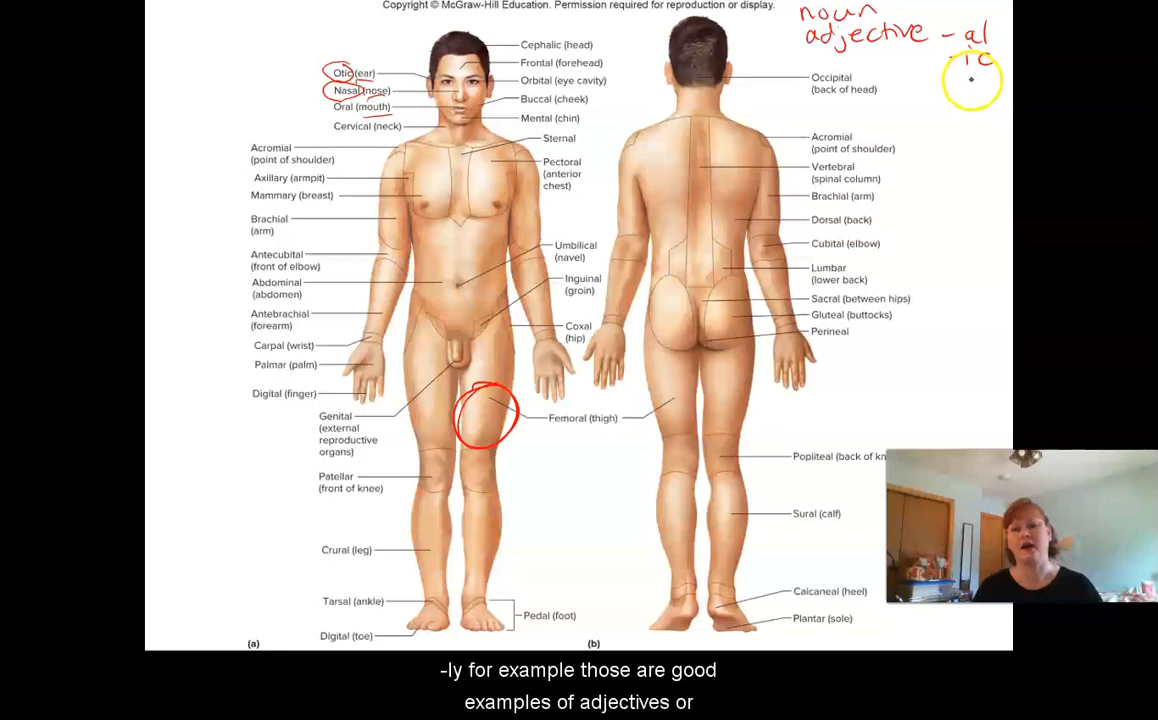 Copyright © McGraw-Hill Education. Permission required for reproduction or display.
noun
adjective - al
- ic
Cephalic (head)
Frontal (forehead)
Orbital (eye cavity)
Buccal (cheek)
Mental (chin)
Sternal
Pectoral
(anterior
chest)
Umbilical
(navel)
Inguinal
(groin)
Coxal
(hip)
Femoral (thigh)
Pedal (foot)
Otic (ear)
Nasal (nose)
Oral (mouth)
Cervical (neck)
Acromial
(point of shoulder)
Axillary (armpit)
Mammary (breast)
Brachial
(arm)
Antecubital
(front of elbow)
Abdominal
(abdomen)
Antebrachial
(forearm)
Carpal (wrist)
Palmar (palm)
Digital (finger)
Genital
(external
reproductive
organs)
Patellar
(front of knee)
Crural (leg)
Tarsal (ankle)
Digital (toe)
(a)
Occipital
(back of head)
Acromial
(point of shoulder)
Vertebral
(spinal column)
Brachial (arm)
Dorsal (back)
Cubital (elbow)
Lumbar
(lower back)
Sacral (between hips)
Gluteal (buttocks)
Perineal
Popliteal (back of kn
Sural (calf)
Calcaneal (heel)
Plantar (sole)
(b)
-ly for example those are good
examples of adjectives or